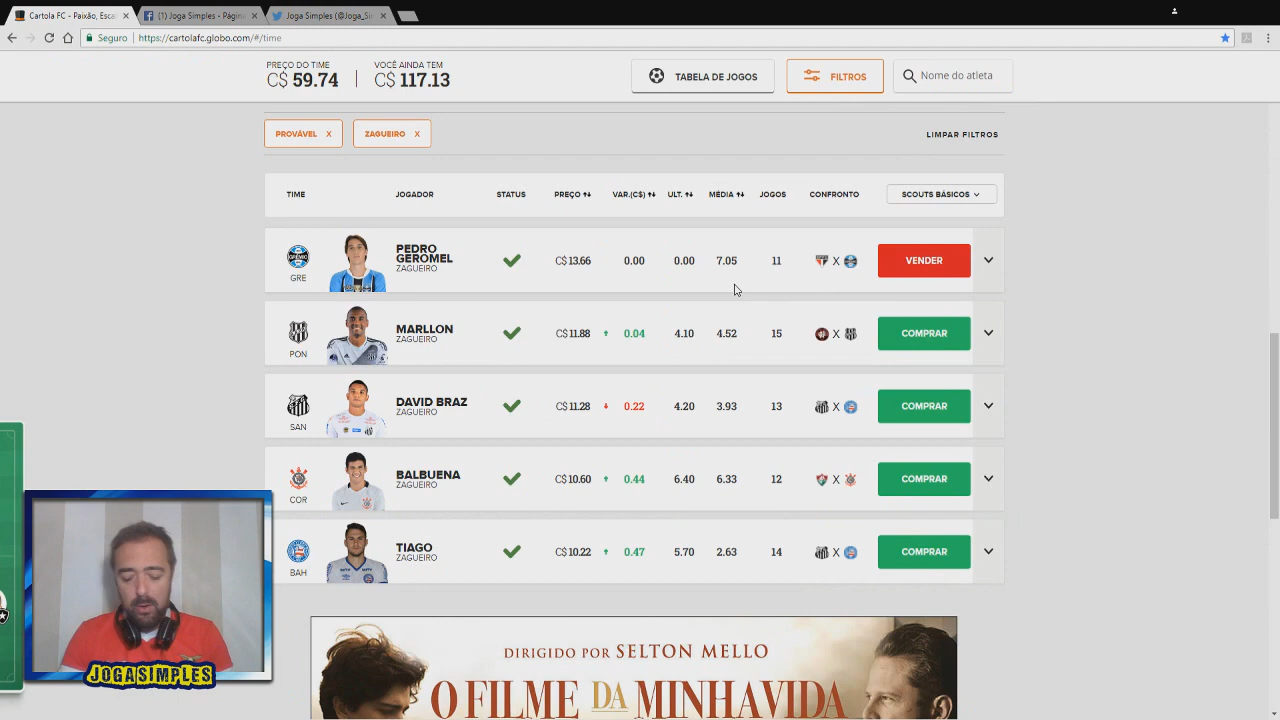 Cartola FC - Paixão, Esca
(1) Joga Simples - Págin
Joga Simples (@Joga_Sim
Seguro
https://cartolafc.globo.com/#/time
PREÇO DO TIME
C$ 59.74
VOCÊ AINDA TEM
C$ 117.13
TABELA DE JOGOS
FILTROS
Nome do atleta
PROVÁVEL X
ZAGUEIRO X
LIMPAR FILTROS
TIME JOGADOR STATUS PREÇO VAR.(C$) ULT. MÉDIA JOGOS CONFRONTO SCOUTS BÁSICOS
GRE
PEDRO GEROMEL
ZAGUEIRO
C$ 13.66 0.00 0.00 7.05 11 X VENDER
PON
MARLLON
ZAGUEIRO
C$ 11.88 0.04 4.10 4.52 15 X COMPRAR
SAN
DAVID BRAZ
ZAGUEIRO
C$ 11.28 0.22 4.20 3.93 13 X COMPRAR
COR
BALBUENA
ZAGUEIRO
C$ 10.60 0.44 6.40 6.33 12 X COMPRAR
BAH
TIAGO
ZAGUEIRO
C$ 10.22 0.47 5.70 2.63 14 X COMPRAR
JOGA SIMPLES
DIRIGIDO POR SELTON MELLO
O FILME DA MINHA VIDA